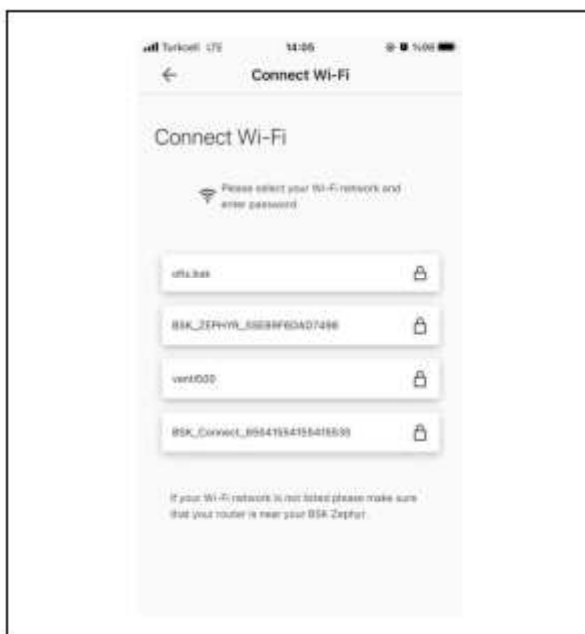 Turkcell LTE 14:05
Connect Wi-Fi
Connect Wi-Fi
Please select your Wi-Fi network and
enter password
ofis.bsk
venti500
If your Wi-Fi network is not listed please make sure
that your router is near your BSK Zephyr.